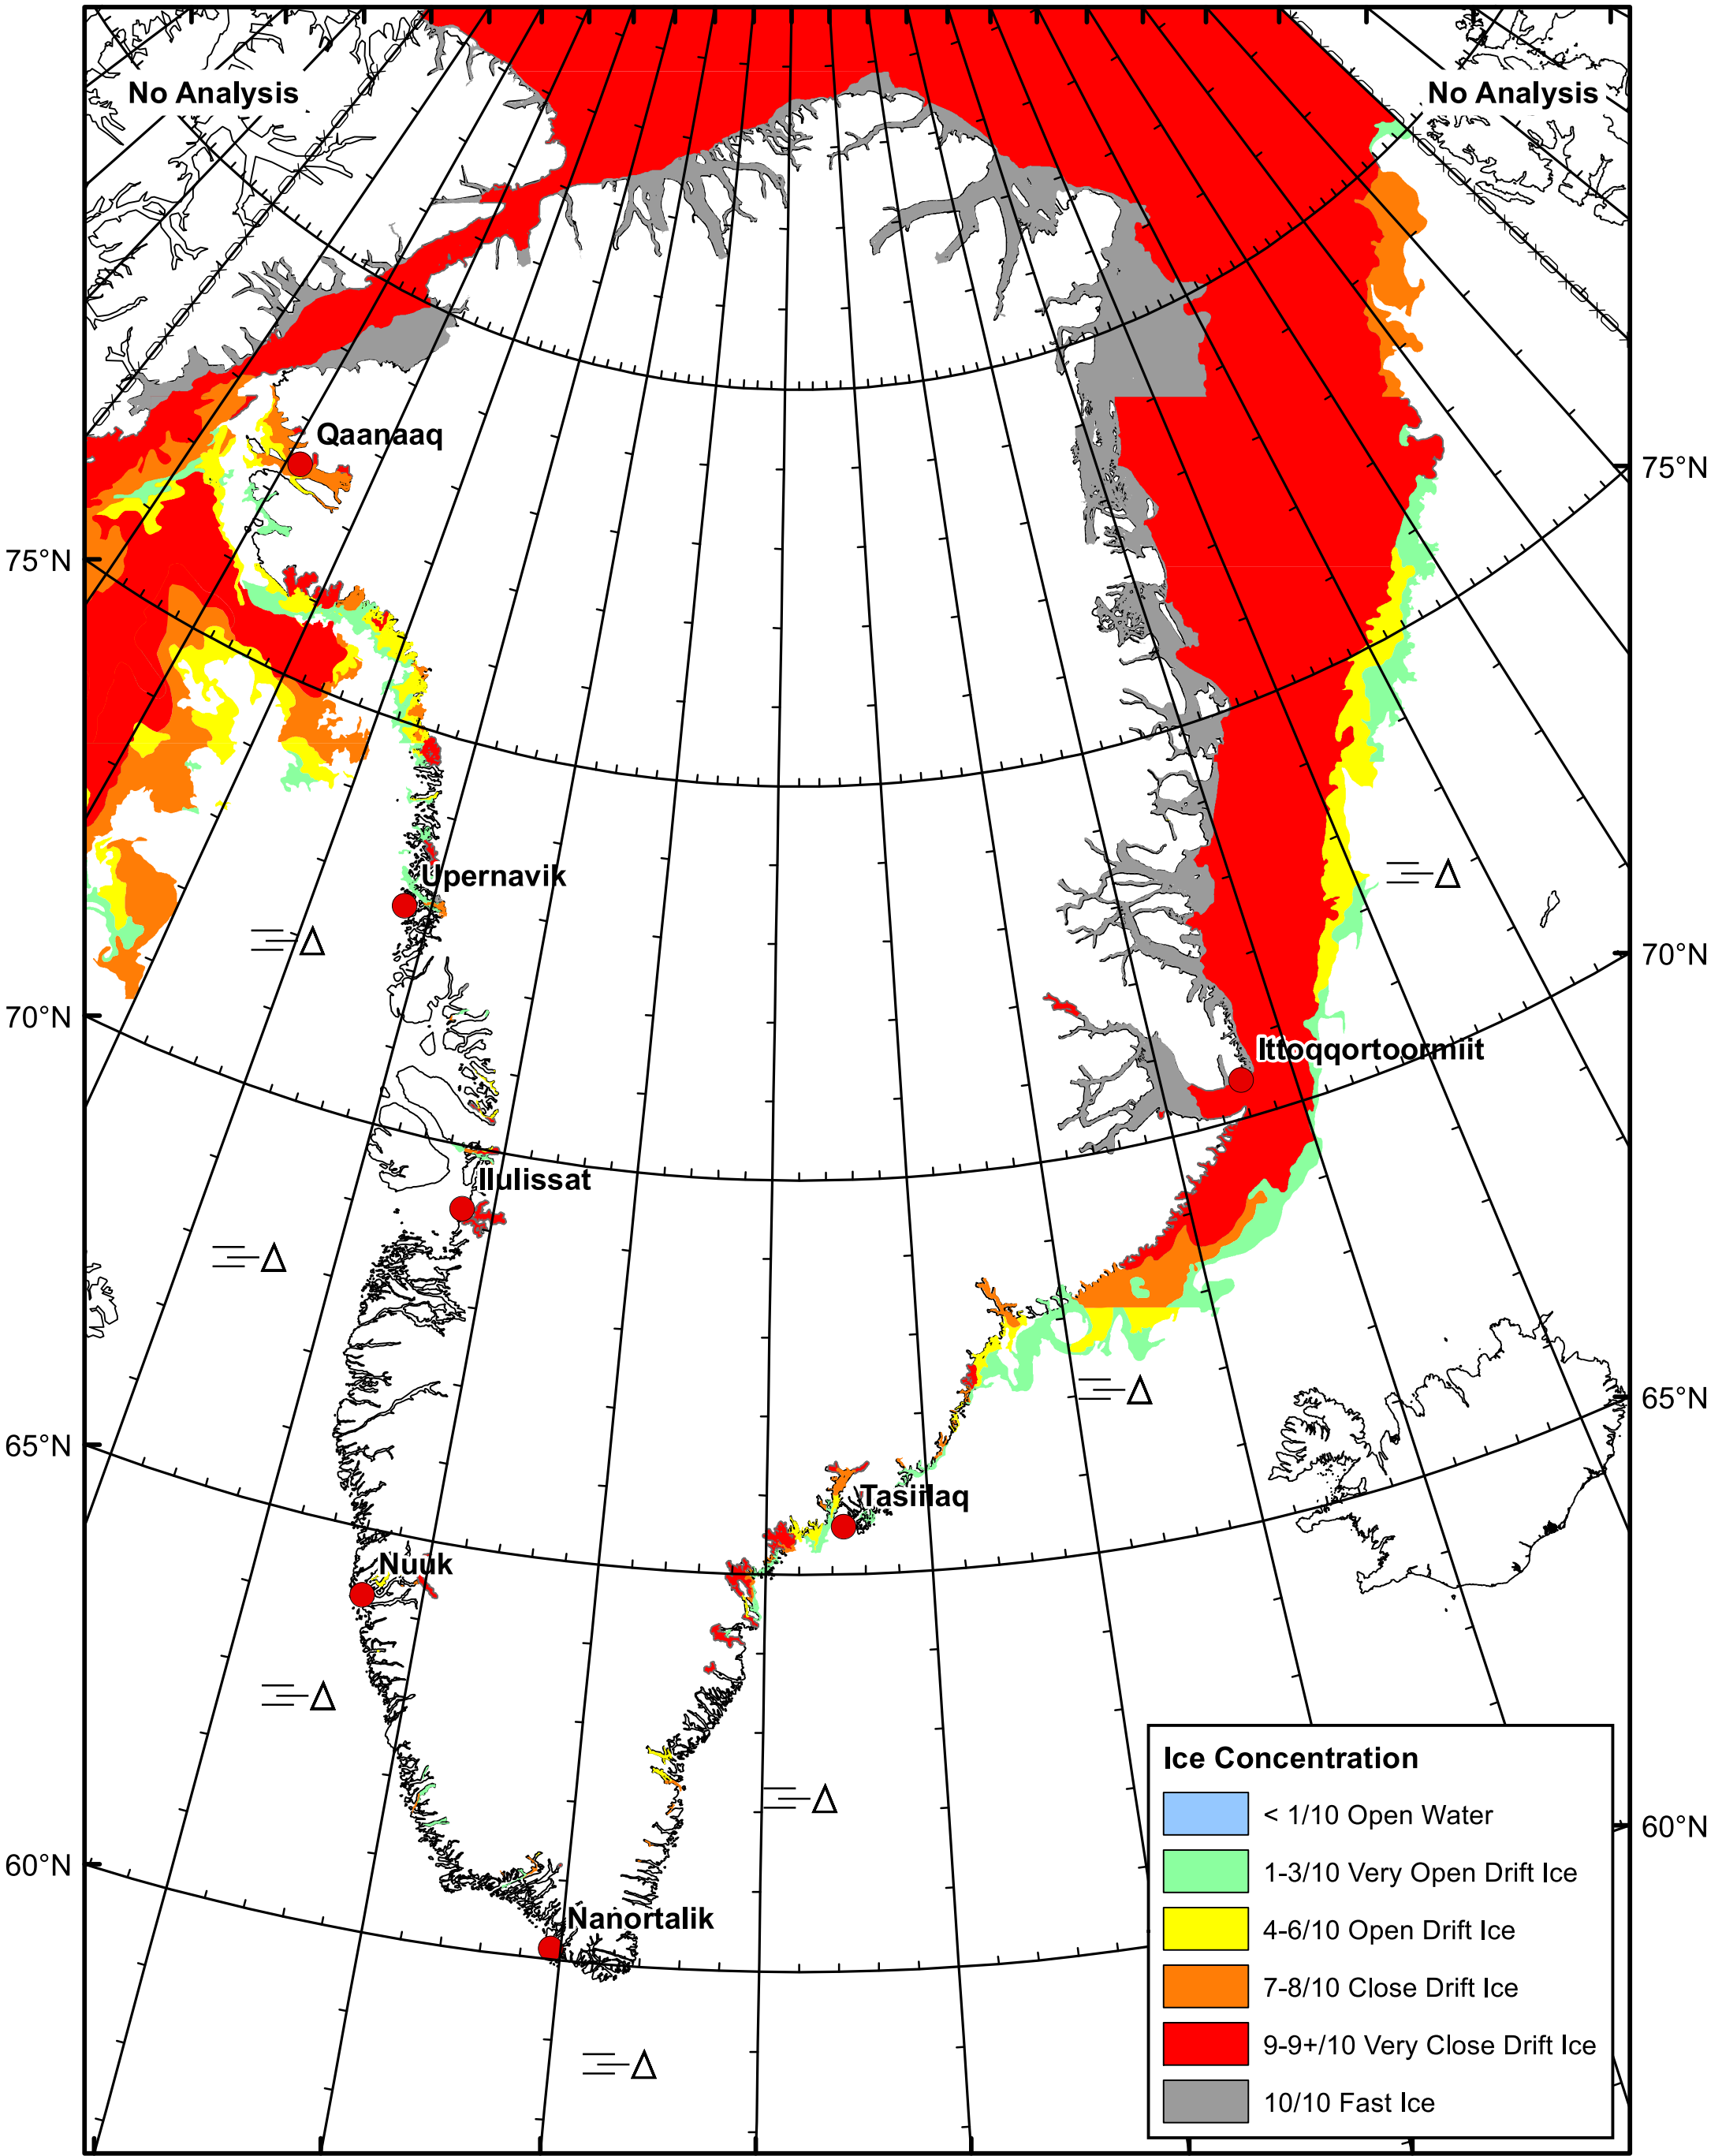 No Analysis
No Analysis
Qaanaaq
75°N
75°N
Upernavik
70°N
70°N
Ittoqqortoormiit
Ilulissat
65°N
65°N
Tasiilaq
Nuuk
Nanortalik
60°N
60°N
Ice Concentration
< 1/10 Open Water
1-3/10 Very Open Drift Ice
4-6/10 Open Drift Ice
7-8/10 Close Drift Ice
9-9+/10 Very Close Drift Ice
10/10 Fast Ice